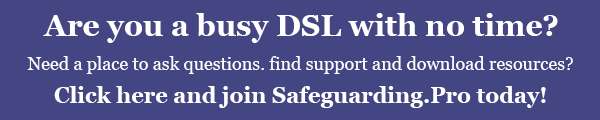 Are you a busy DSL with no time?
Need a place to ask questions. find support and download resources?
Click here and join Safeguarding.Pro today!